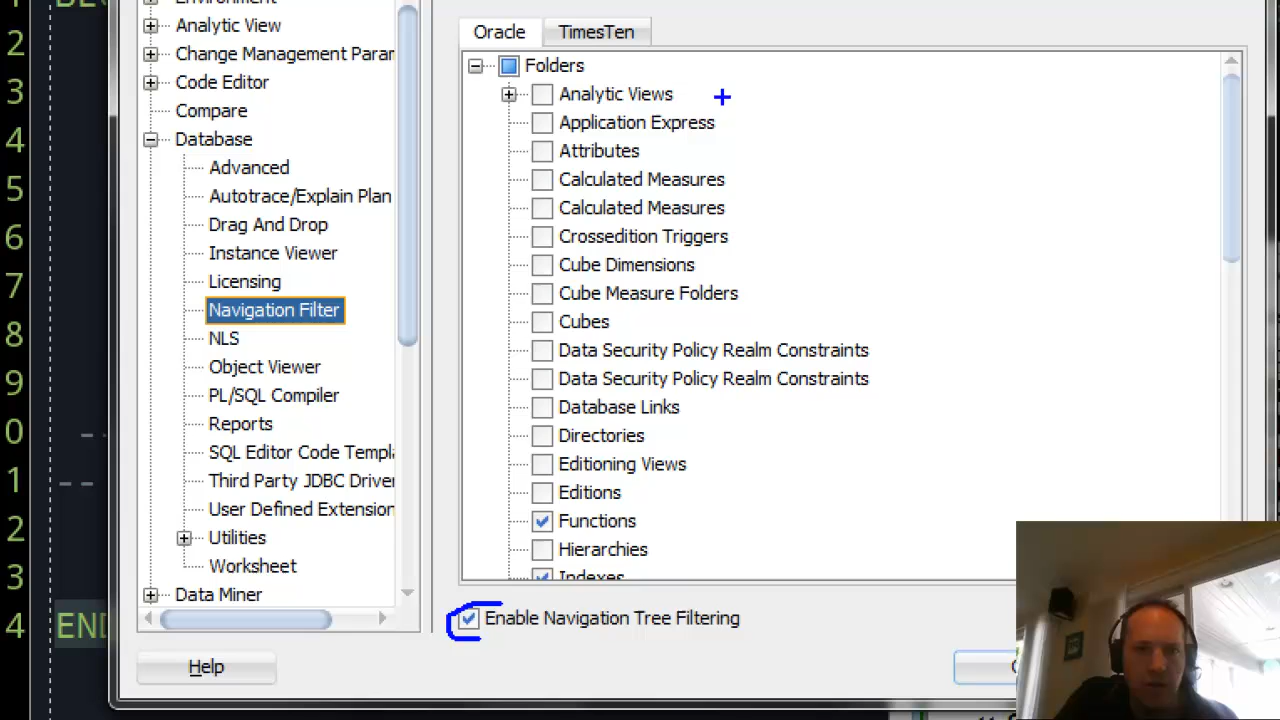 Analytic View
Change Management Param
Code Editor
Compare
Database
Advanced
Autotrace/Explain Plan
Drag And Drop
Instance Viewer
Licensing
Navigation Filter
NLS
Object Viewer
PL/SQL Compiler
Reports
SQL Editor Code Templa
Third Party JDBC Driver
User Defined Extension
Utilities
Worksheet
Data Miner
Oracle TimesTen
Folders
Analytic Views
Application Express
Attributes
Calculated Measures
Calculated Measures
Crossedition Triggers
Cube Dimensions
Cube Measure Folders
Cubes
Data Security Policy Realm Constraints
Data Security Policy Realm Constraints
Database Links
Directories
Editioning Views
Editions
Functions
Hierarchies
Indexes
Enable Navigation Tree Filtering
Help
2
3
4
5
6
7
8
9
0 --
1 --
2
3
4 END